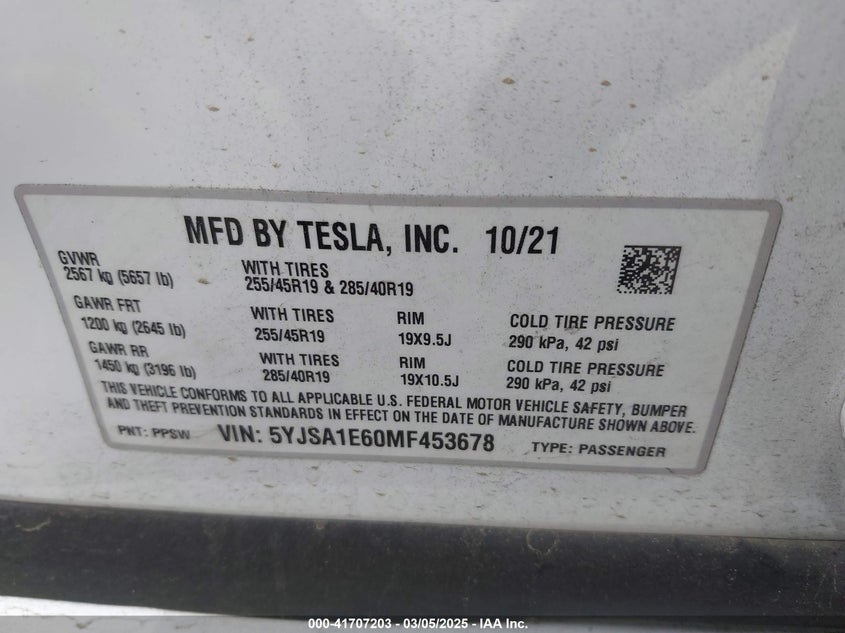 MFD BY TESLA, INC. 10/21
GVWR
2567 kg (5657 lb)
WITH TIRES
255/45R19 & 285/40R19
GAWR FRT
1200 kg (2645 lb)
WITH TIRES
255/45R19
RIM
19X9.5J
COLD TIRE PRESSURE
290 kPa, 42 psi
GAWR RR
1450 kg (3196 lb)
WITH TIRES
285/40R19
RIM
19X10.5J
COLD TIRE PRESSURE
290 kPa, 42 psi
THIS VEHICLE CONFORMS TO ALL APPLICABLE U.S. FEDERAL MOTOR VEHICLE SAFETY, BUMPER
AND THEFT PREVENTION STANDARDS IN EFFECT ON THE DATE OF MANUFACTURE SHOWN ABOVE.
PNT: PPSW VIN: 5YJSA1E60MF453678 TYPE: PASSENGER
000-41707203 - 03/05/2025 - IAA Inc.